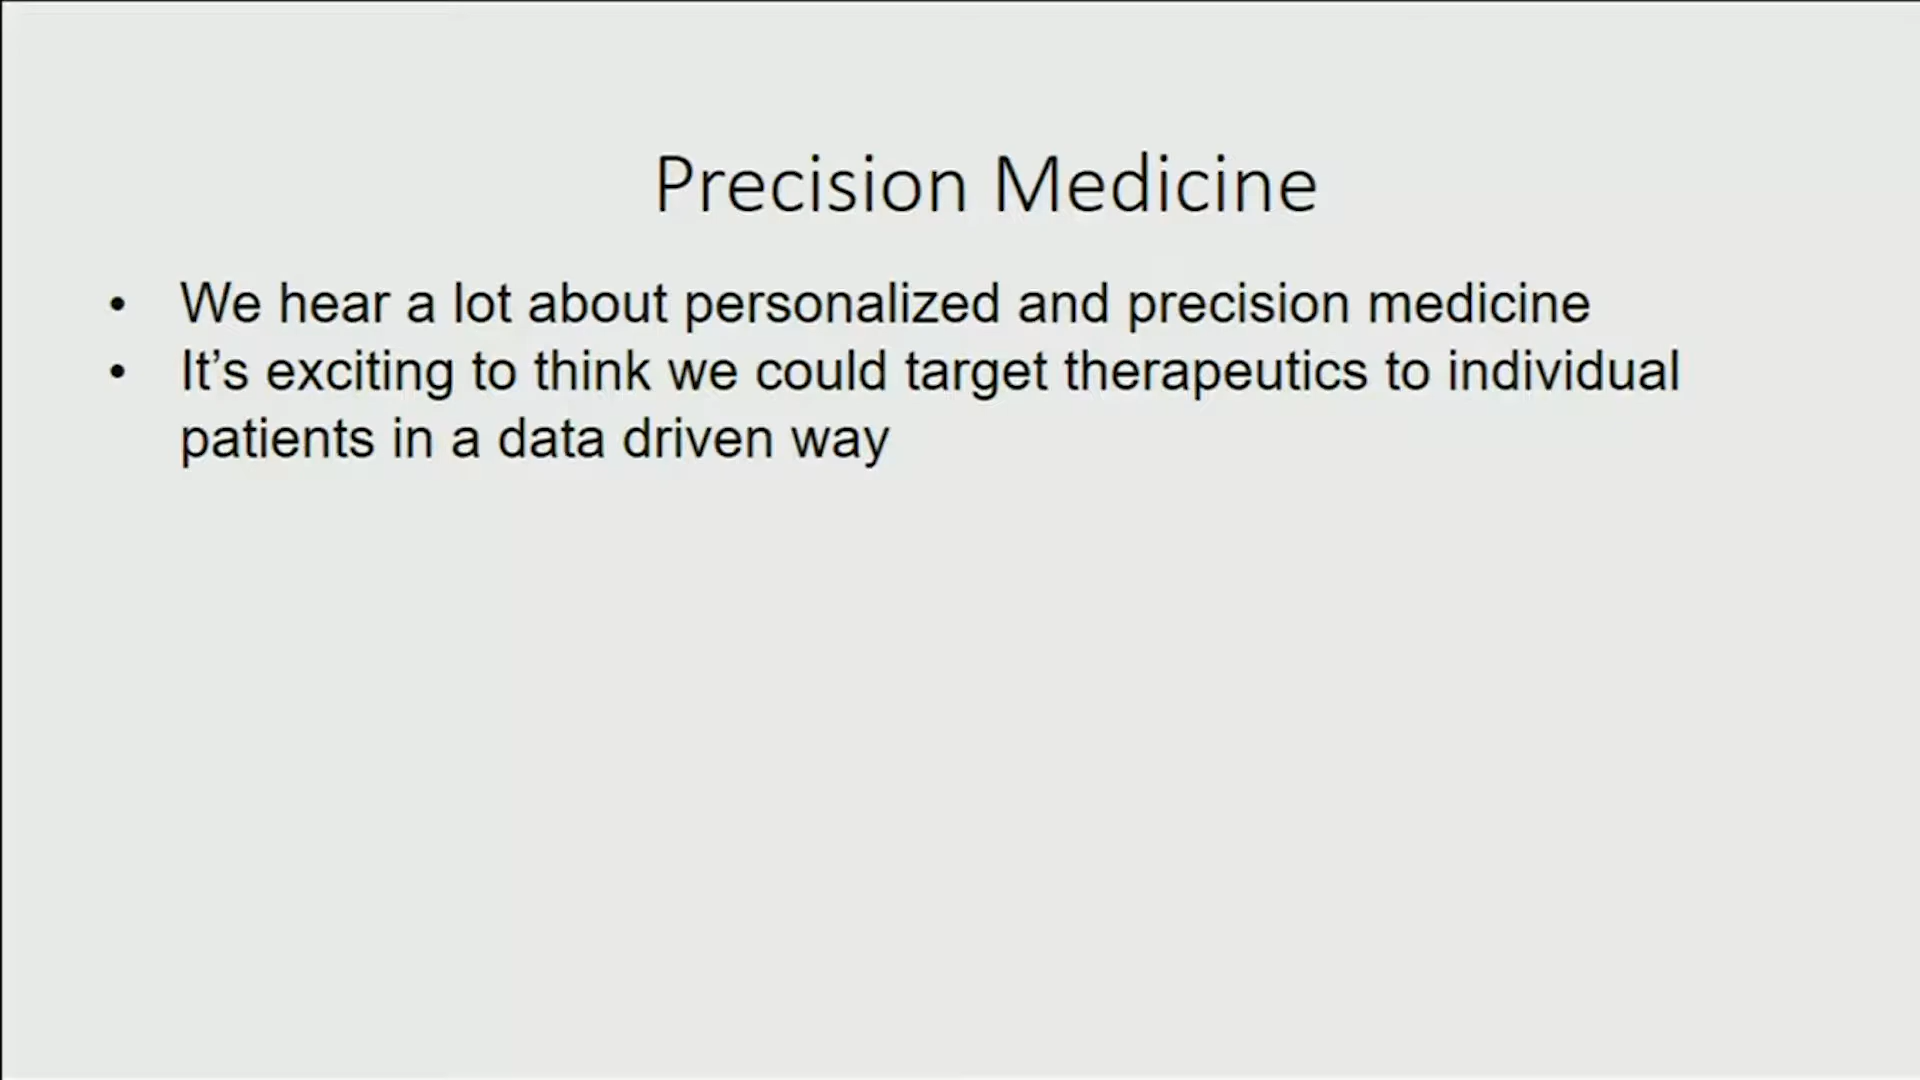 Precision Medicine
• We hear a lot about personalized and precision medicine
• It’s exciting to think we could target therapeutics to individual
patients in a data driven way